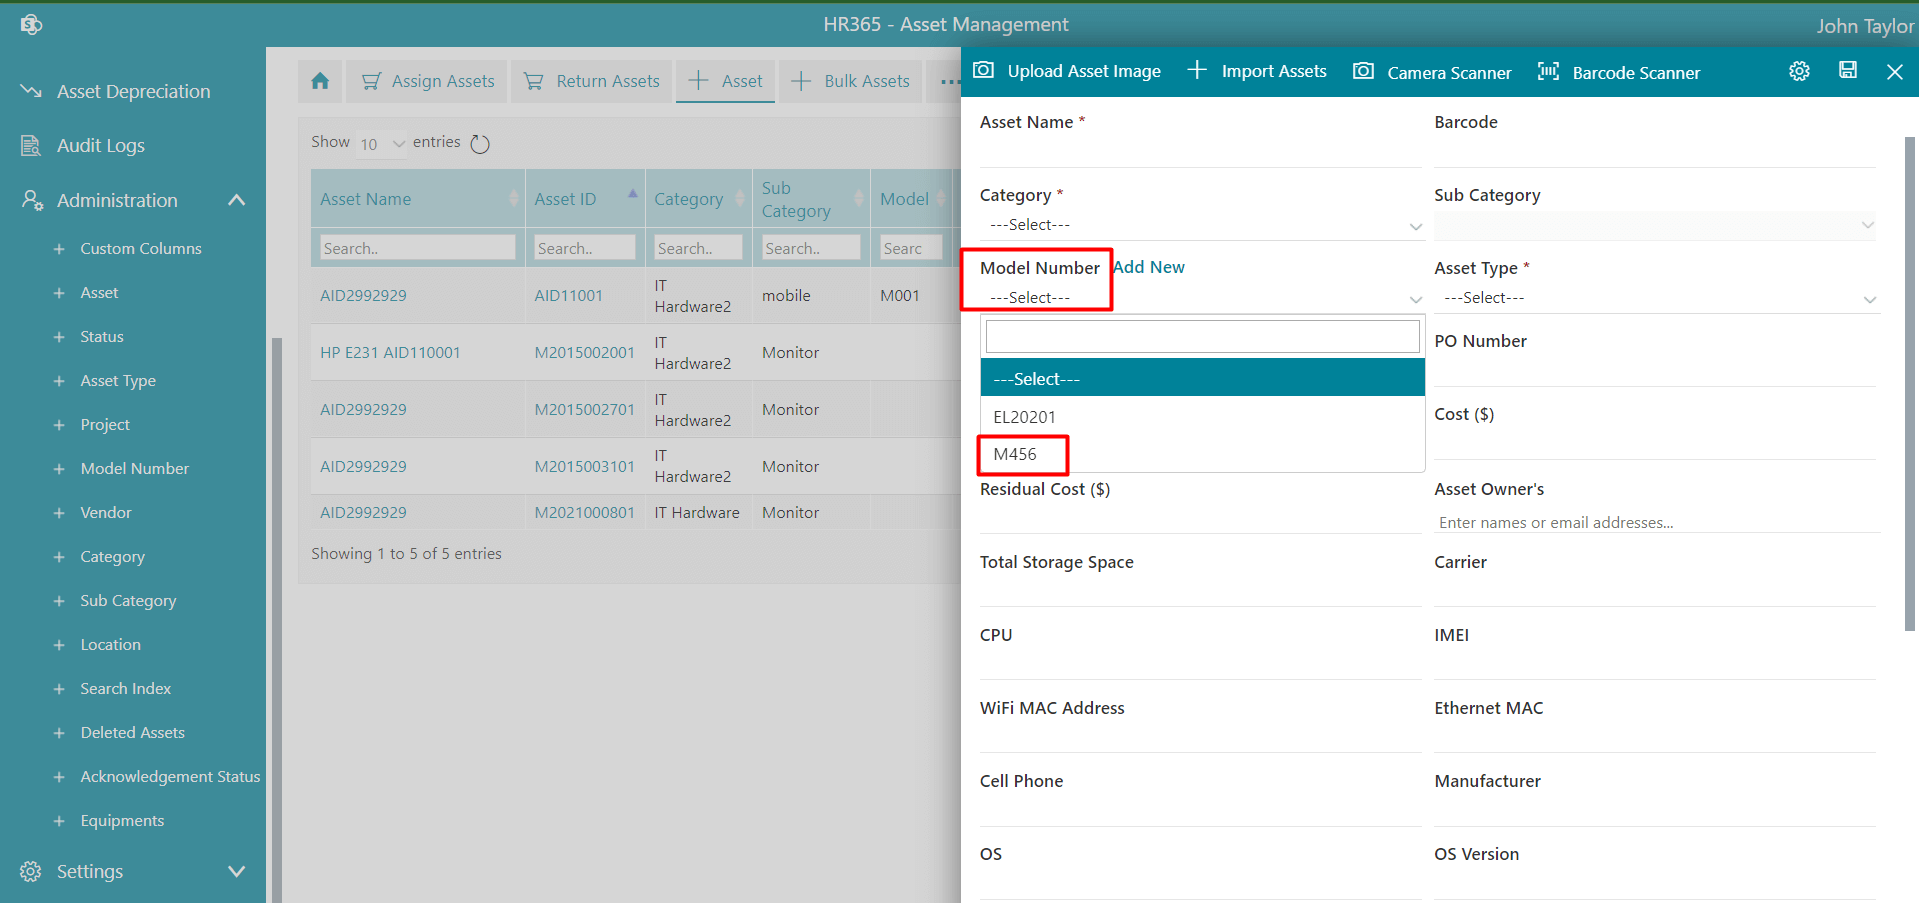 HR365 - Asset Management
John Taylor
Asset Depreciation
Audit Logs
Administration
Custom Columns
Asset
Status
Asset Type
Project
Model Number
Vendor
Category
Sub Category
Location
Search Index
Deleted Assets
Acknowledgement Status
Equipments
Settings
Assign Assets
Return Assets
Asset
Bulk Assets
Show 10 entries
Asset Name Asset ID Category Sub Category Model
Search.. Search.. Search.. Search.. Searc
AID2992929 AID11001 IT Hardware2 mobile M001
HP E231 AID110001 M2015002001 IT Hardware2 Monitor
AID2992929 M2015002701 IT Hardware2 Monitor
AID2992929 M2015003101 IT Hardware2 Monitor
AID2992929 M2021000801 IT Hardware Monitor
Showing 1 to 5 of 5 entries
Upload Asset Image
Import Assets
Camera Scanner
Barcode Scanner
Asset Name *
Barcode
Category *
---Select---
Sub Category
Model Number Add New
---Select---
Asset Type *
---Select---
---Select---
EL20201
M456
PO Number
Cost ($)
Residual Cost ($)
Asset Owner's
Enter names or email addresses...
Total Storage Space
Carrier
CPU
IMEI
WiFi MAC Address
Ethernet MAC
Cell Phone
Manufacturer
OS
OS Version